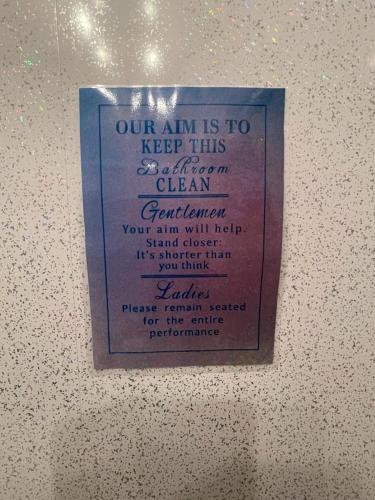 OUR AIM IS TO
KEEP THIS
Bathroom
CLEAN
Gentlemen
Your aim will help.
Stand closer:
It's shorter than
you think
Ladies
Please remain seated
for the entire
performance